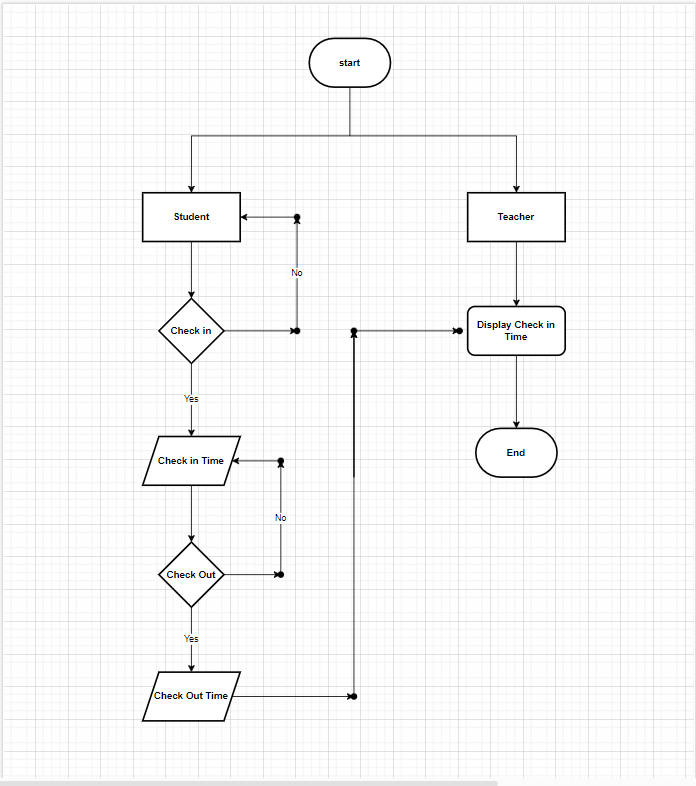 start
Student
Teacher
No
Check in
Display Check in
Time
Yes
End
Check in Time
No
Check Out
Yes
Check Out Time